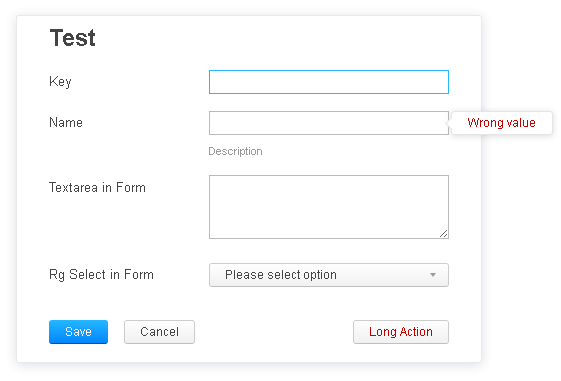 Test
Key
Name
Wrong value
Description
Textarea in Form
Rg Select in Form
Please select option
Save
Cancel
Long Action